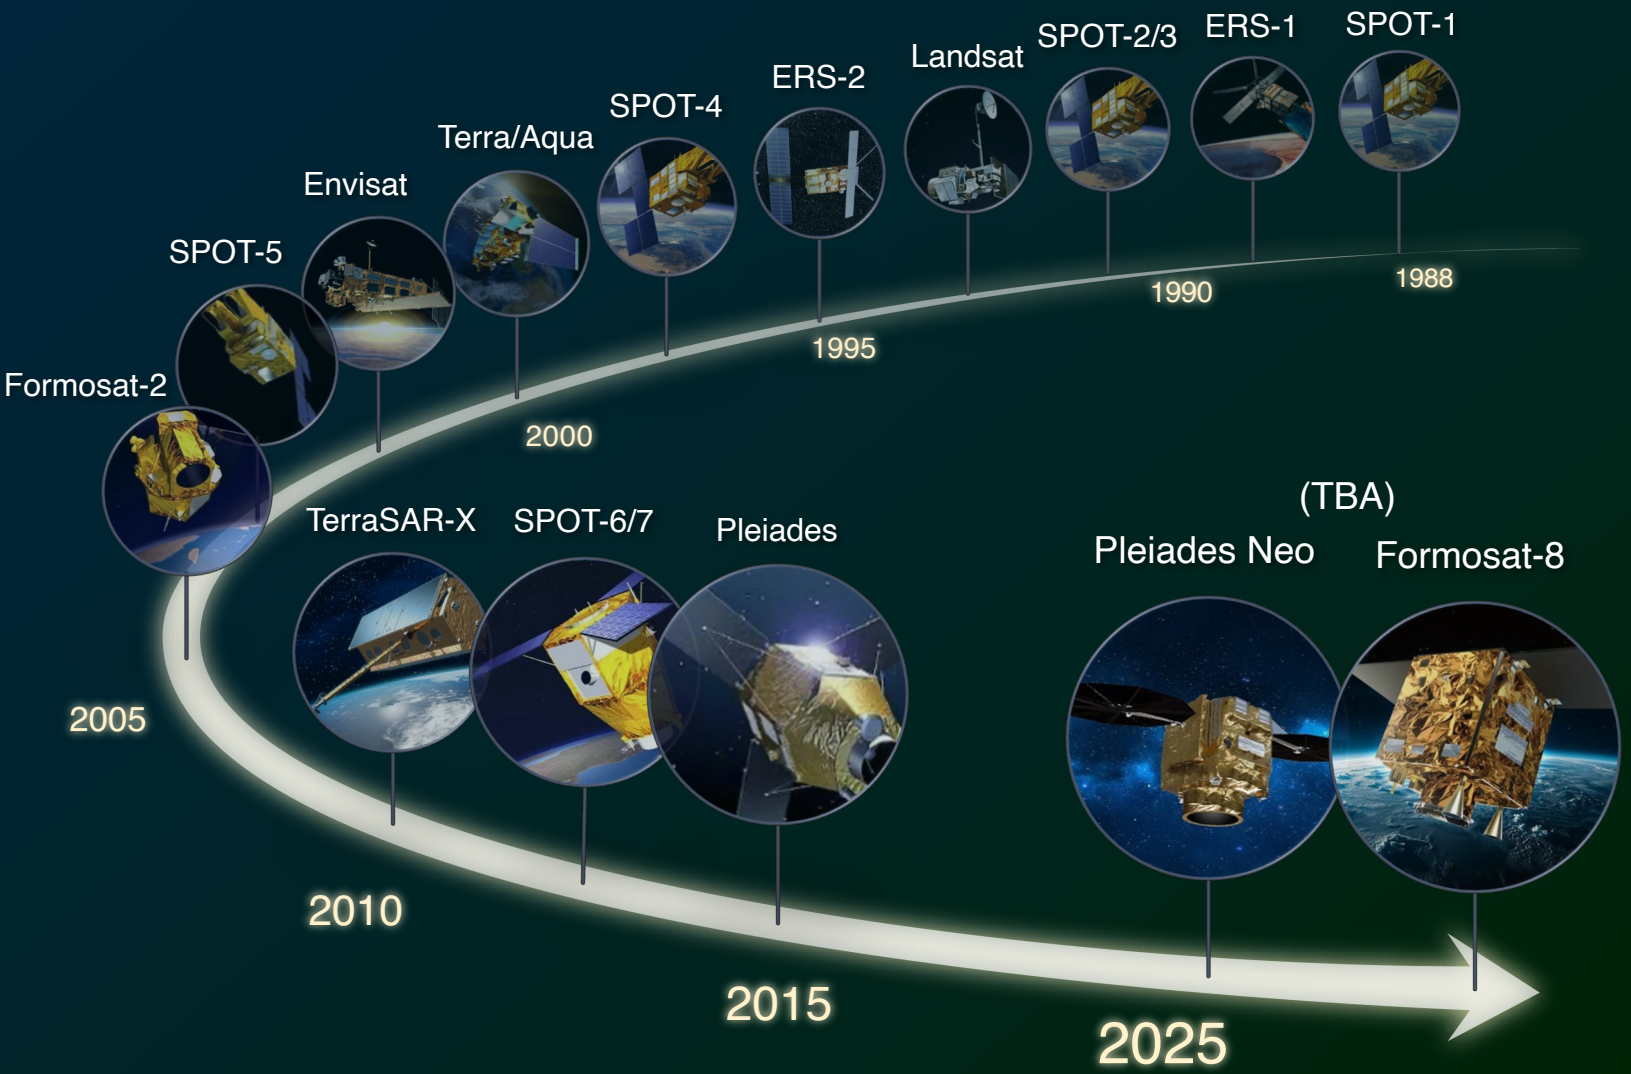 SPOT-1
ERS-1
SPOT-2/3
Landsat
ERS-2
SPOT-4
Terra/Aqua
Envisat
SPOT-5
Formosat-2
1988
1990
1995
2000
2005
TerraSAR-X
SPOT-6/7
Pleiades
(TBA)
Pleiades Neo
Formosat-8
2010
2015
2025